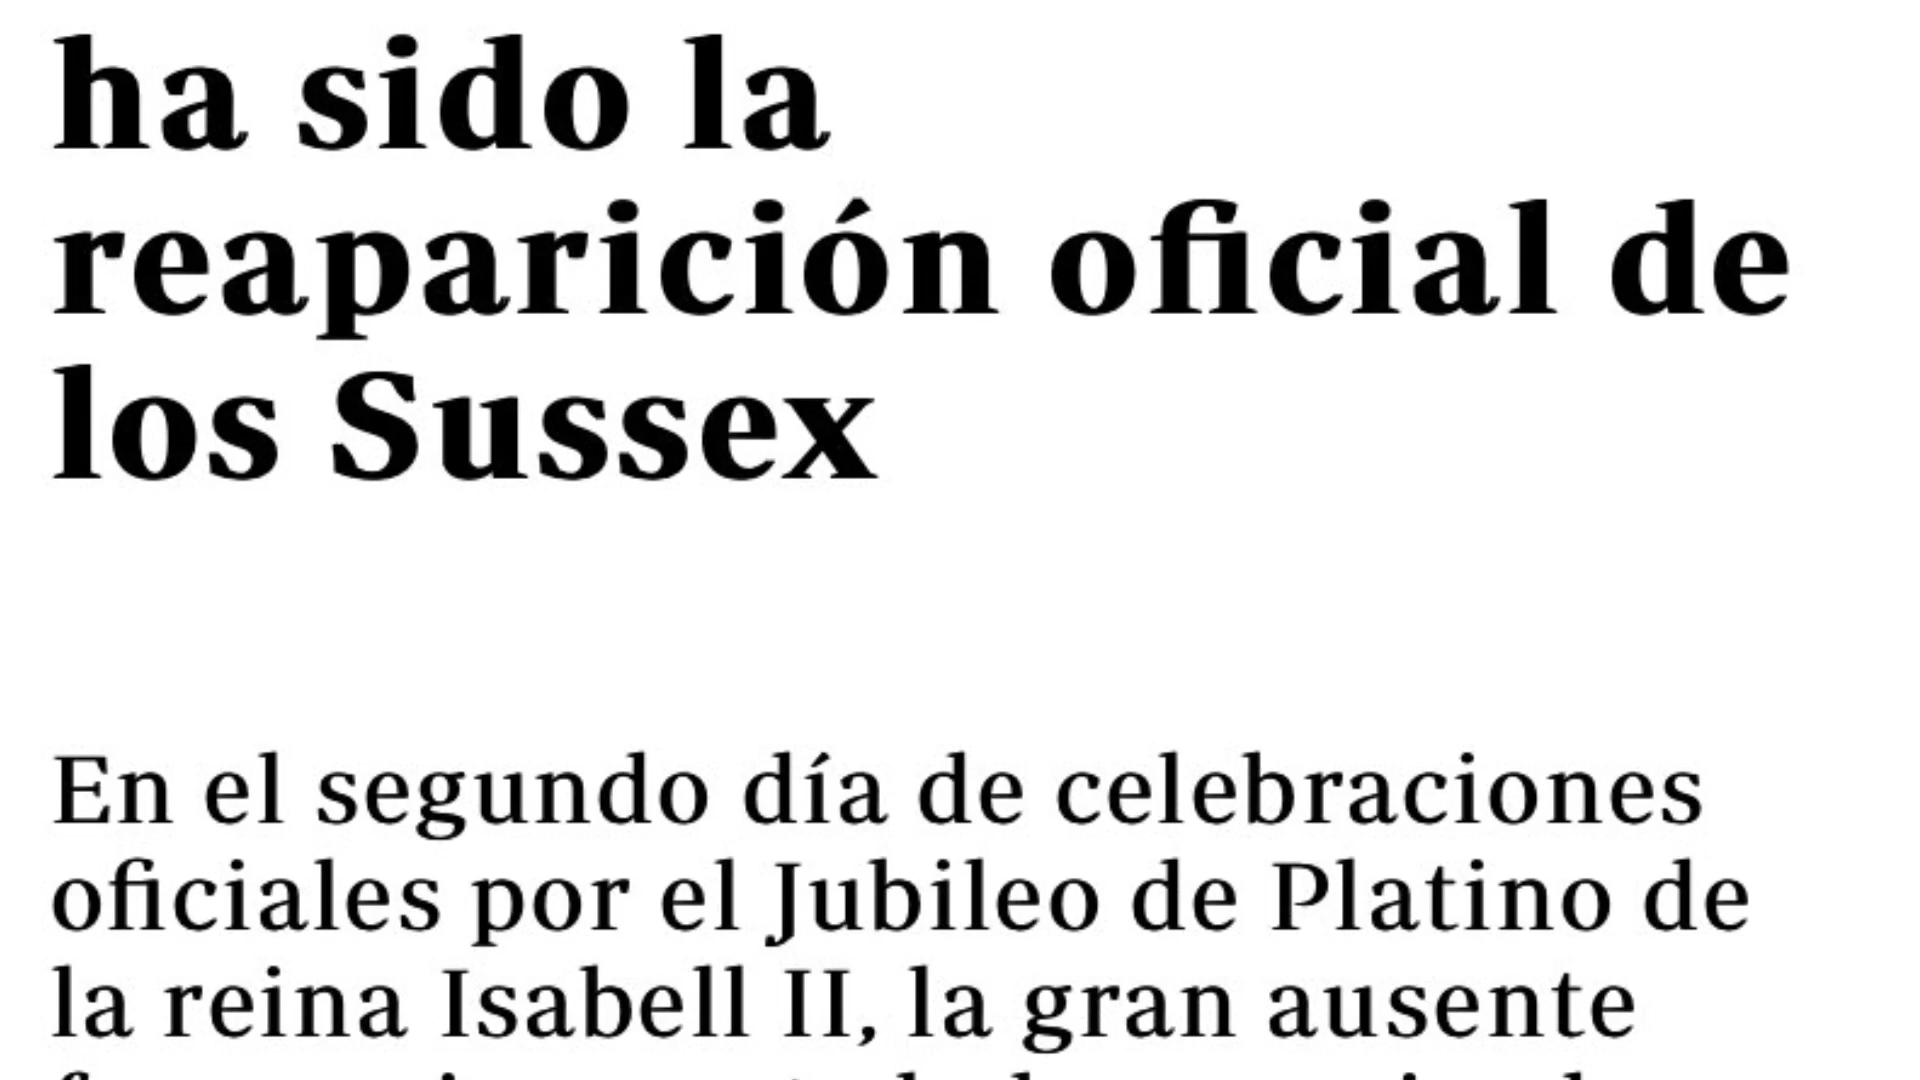 ha sido la
reaparición oficial de
los Sussex
En el segundo día de celebraciones
oficiales por el Jubileo de Platino de
la reina Isabell II, la gran ausente